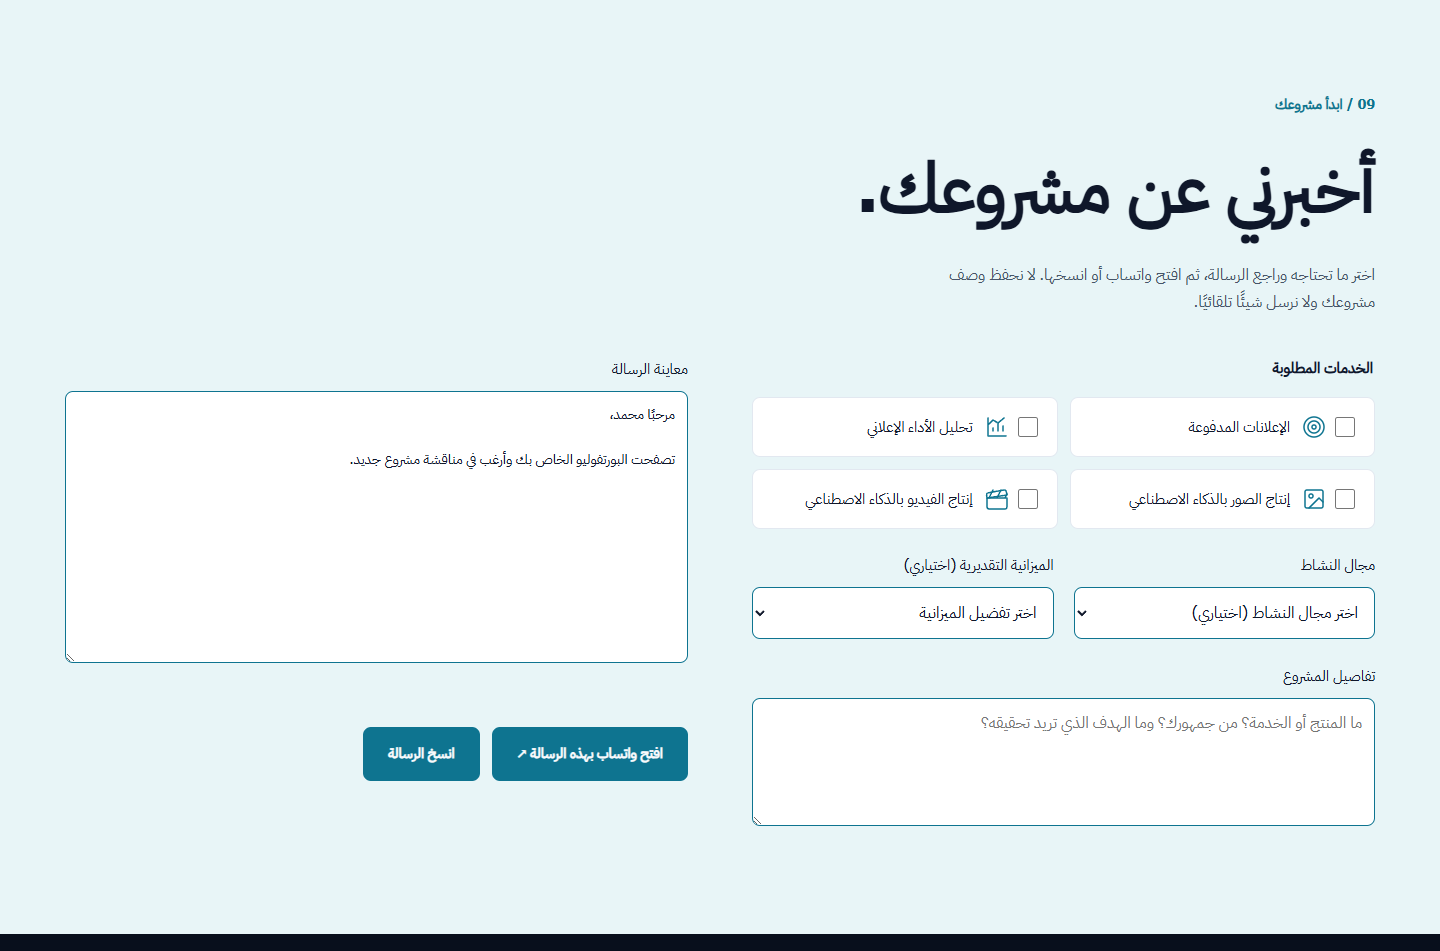 09 / ابدأ مشروعك
أخبرني عن مشروعك.
اختر ما تحتاجه وراجع الرسالة، ثم افتح واتساب أو انسخها. لا نحفظ وصف
مشروعك ولا نرسل شيئًا تلقائيًا.
الخدمات المطلوبة
الإعلانات المدفوعة
تحليل الأداء الإعلاني
إنتاج الصور بالذكاء الاصطناعي
إنتاج الفيديو بالذكاء الاصطناعي
مجال النشاط
الميزانية التقديرية (اختياري)
اختر مجال النشاط (اختياري)
اختر تفضيل الميزانية
تفاصيل المشروع
ما المنتج أو الخدمة؟ من جمهورك؟ وما الهدف الذي تريد تحقيقه؟
معاينة الرسالة
مرحبًا محمد،
تصفحت البورتفوليو الخاص بك وأرغب في مناقشة مشروع جديد.
افتح واتساب بهذه الرسالة ↗
انسخ الرسالة